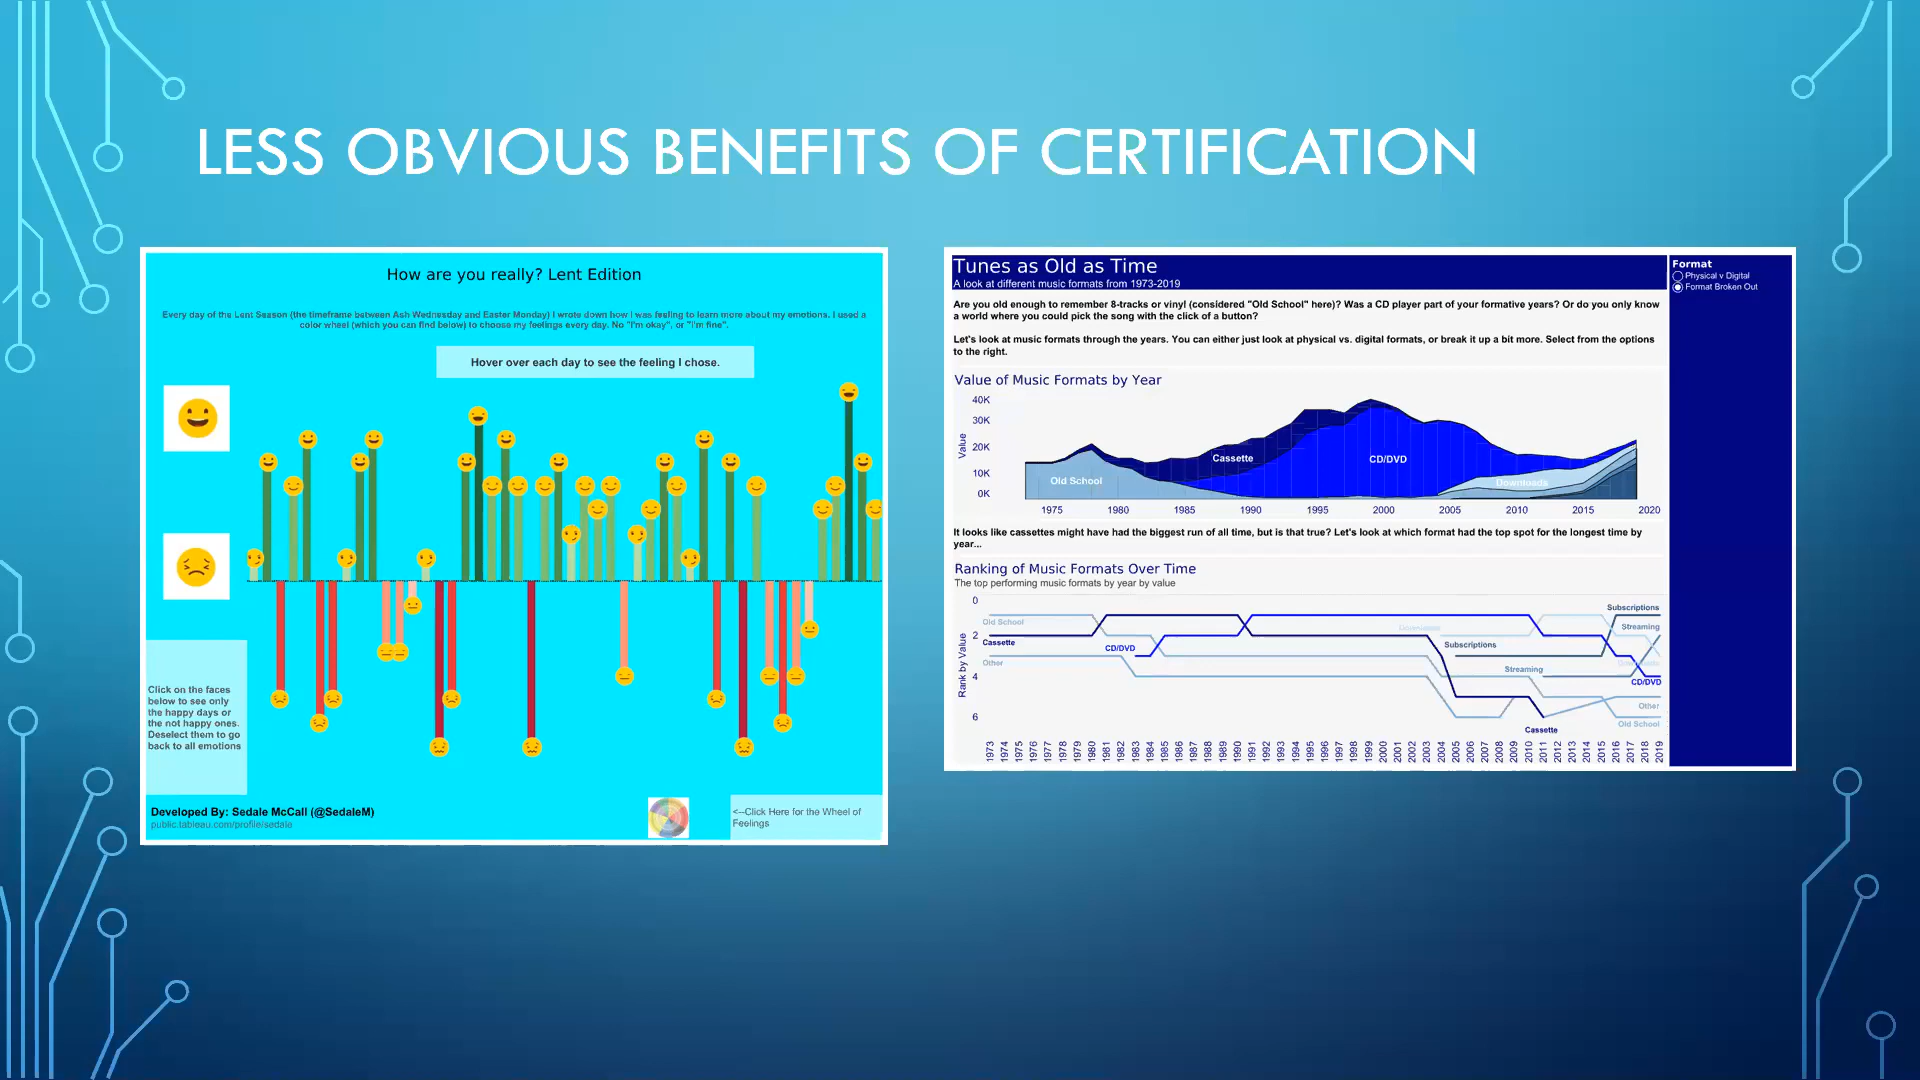 LESS OBVIOUS BENEFITS OF CERTIFICATION
How are you really? Lent Edition
Every day of the Lent Season (the timeframe between Ash Wednesday and Easter Monday) I wrote down how I was feeling to learn more about my emotions. I used a
color wheel (which you can find below) to choose my feelings every day. No "I'm okay", or "I'm fine".
Hover over each day to see the feeling I chose.
Click on the faces
below to see only
the happy days or
the not happy ones.
Deselect them to go
back to all emotions
Developed By: Sedale McCall (@SedaleM)
public.tableau.com/profile/sedale
<--Click Here for the Wheel of
Feelings
Tunes as Old as Time
A look at different music formats from 1973-2019
Format
Physical v Digital
Format Broken Out
Are you old enough to remember 8-tracks or vinyl (considered "Old School" here)? Was a CD player part of your formative years? Or do you only know
a world where you could pick the song with the click of a button?
Let's look at music formats through the years. You can either just look at physical vs. digital formats, or break it up a bit more. Select from the options
to the right.
Value of Music Formats by Year
Value
40K
30K
20K
10K
0K
Cassette
CD/DVD
Old School
Downloads
1975 1980 1985 1990 1995 2000 2005 2010 2015 2020
It looks like cassettes might have had the biggest run of all time, but is that true? Let's look at which format had the top spot for the longest time by
year...
Ranking of Music Formats Over Time
The top performing music formats by year by value
Rank by Value
0
2
4
6
Old School
Cassette
Other
CD/DVD
Downloads
Subscriptions
Streaming
Cassette
Subscriptions
Streaming
Downloads
CD/DVD
Other
Old School
1973 1974 1975 1976 1977 1978 1979 1980 1981 1982 1983 1984 1985 1986 1987 1988 1989 1990 1991 1992 1993 1994 1995 1996 1997 1998 1999 2000 2001 2002 2003 2004 2005 2006 2007 2008 2009 2010 2011 2012 2013 2014 2015 2016 2017 2018 2019